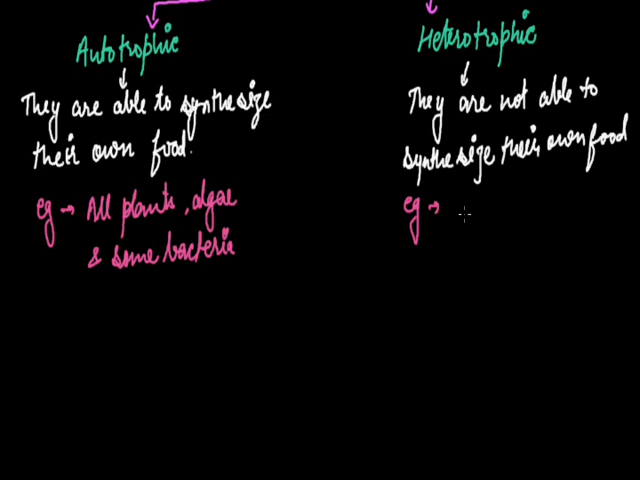 Autotrophic
They are able to synthesize
their own food.
eg → All plants, algae
& some bacteria
Heterotrophic
They are not able to
synthesize their own food
eg →